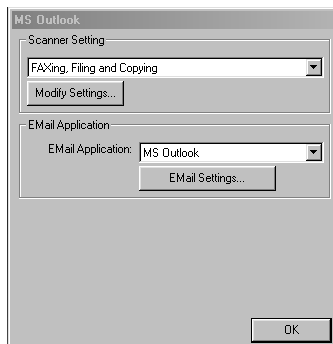 MS Outlook
Scanner Setting
FAXing, Filing and Copying
Modify Settings...
EMail Application
EMail Application: MS Outlook
EMail Settings...
OK